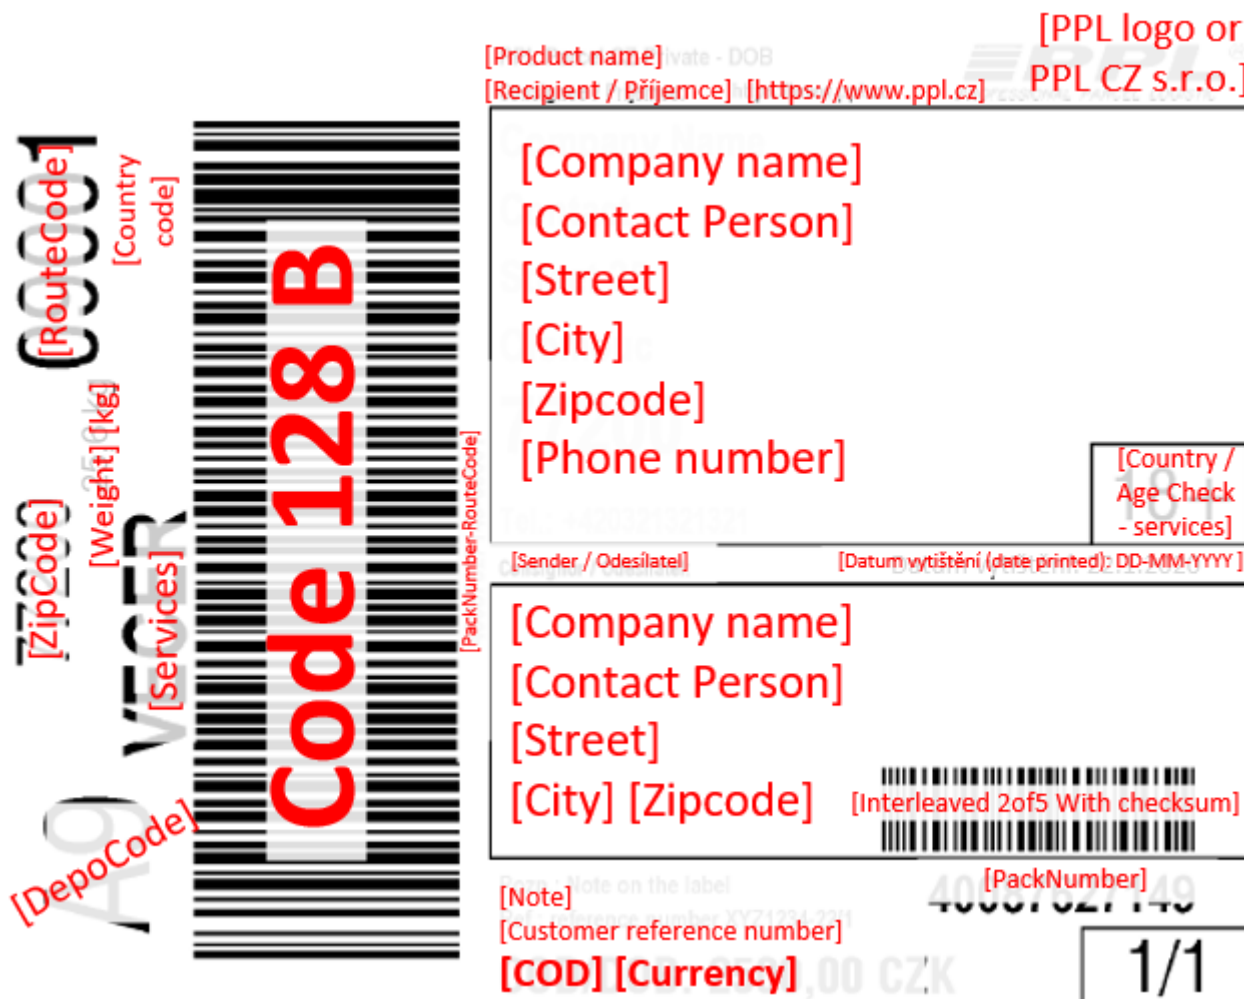 [PPL logo or
PPL CZ s.r.o.]
[Product name]
[Recipient / Příjemce] [https://www.ppl.cz]
[Company name]
[Contact Person]
[Street]
[City]
[Zipcode]
[Phone number]
[Country /
Age Check
- services]
[Sender / Odesílatel]
[Datum vytištění (date printed): DD-MM-YYYY]
[Company name]
[Contact Person]
[Street]
[City] [Zipcode]
[Interleaved 2of5 With checksum]
[PackNumber]
40087627149
[Note]
[Customer reference number]
[COD] [Currency]
1/1
[RouteCode]
[Country
code]
[Weight] [kg]
[ZipCode]
[Services]
VECER
[DepoCode]
A9
Code 128 B
[PackNumber-RouteCode]